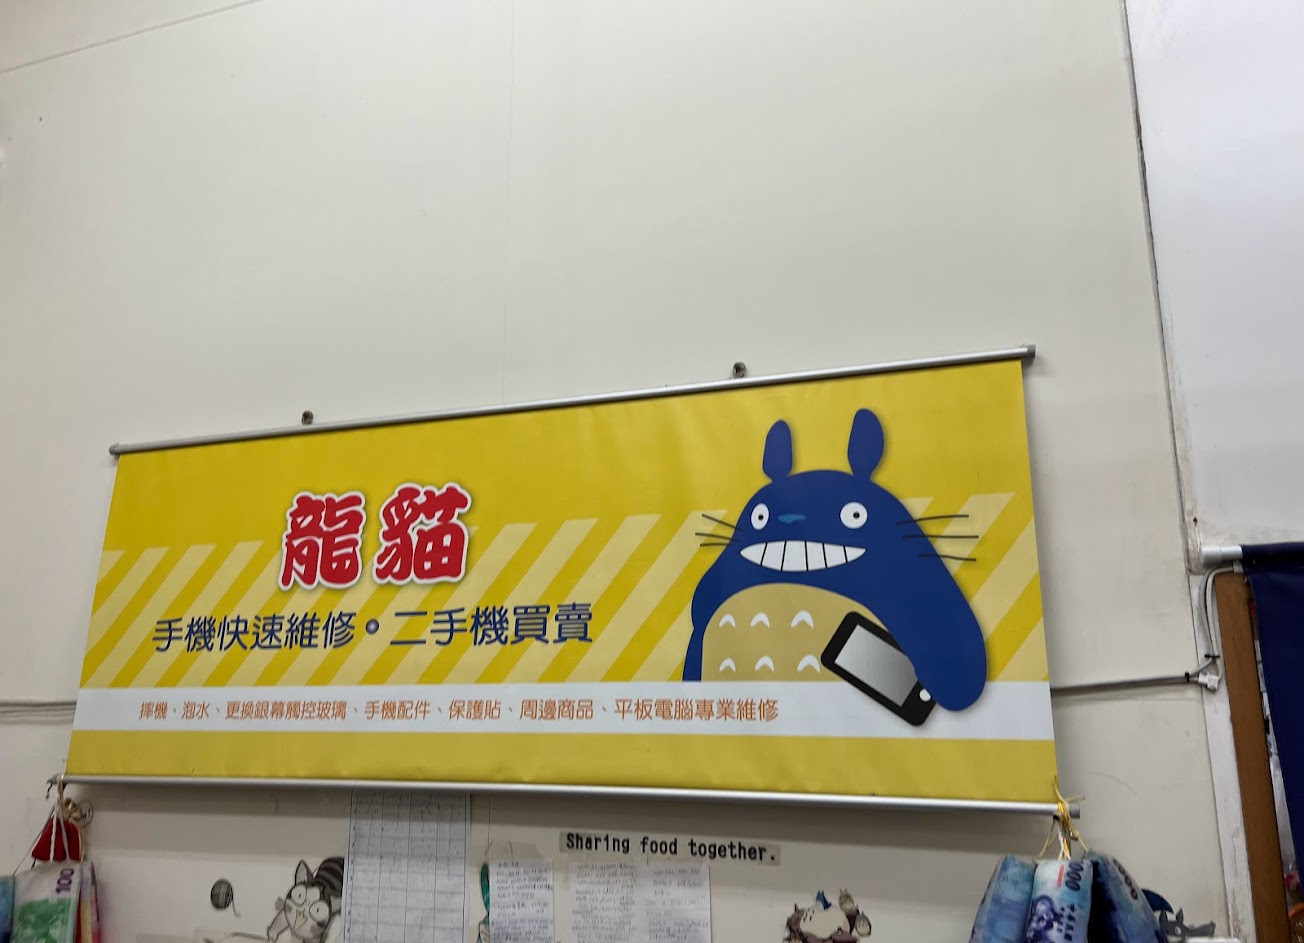 龍貓
手機快速維修。二手機買賣
摔機、泡水、更換銀幕觸控玻璃、手機配件、保護貼、周邊商品、平板電腦專業維修
Sharing food together.
100
1000